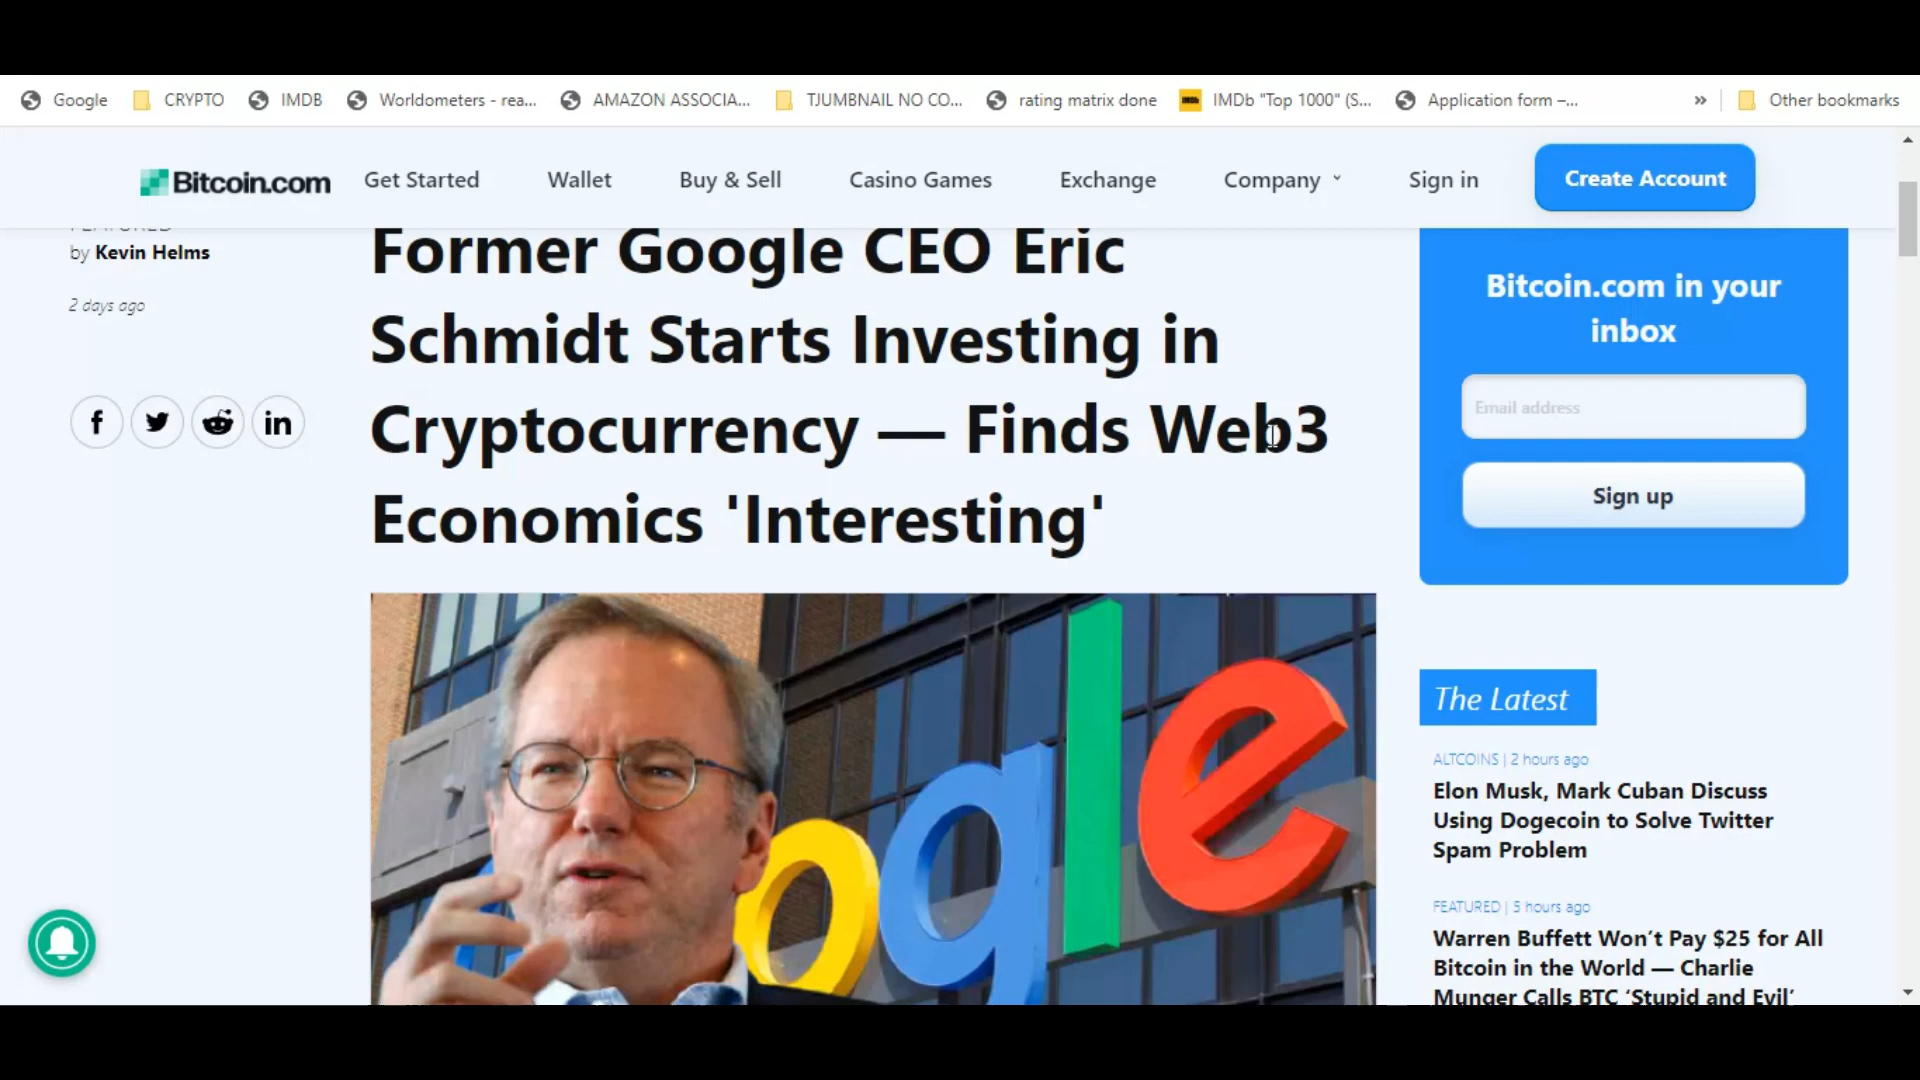 Google CRYPTO IMDB Worldometers - rea... AMAZON ASSOCIA... TJUMBNAIL NO CO... rating matrix done IMDb IMDb "Top 1000" (S... Application form –... » Other bookmarks
Bitcoin.com Get Started Wallet Buy & Sell Casino Games Exchange Company Sign in Create Account
FEATURED
by Kevin Helms
2 days ago
Former Google CEO Eric
Schmidt Starts Investing in
Cryptocurrency — Finds Web3
Economics 'Interesting'
ogle
Bitcoin.com in your
inbox
Email address
Sign up
The Latest
ALTCOINS | 2 hours ago
Elon Musk, Mark Cuban Discuss
Using Dogecoin to Solve Twitter
Spam Problem
FEATURED | 5 hours ago
Warren Buffett Won't Pay $25 for All
Bitcoin in the World — Charlie
Munger Calls BTC 'Stupid and Evil'